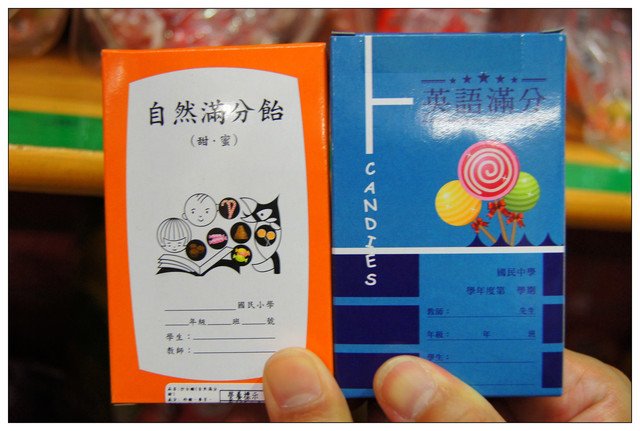 自然滿分飴
(甜·蜜)
國民小學
年級 班 號
學生:
教師:
英語滿分
CANDIES
國民中學
學年度第 學期
教師: 先生
年級: 年 班
學生: